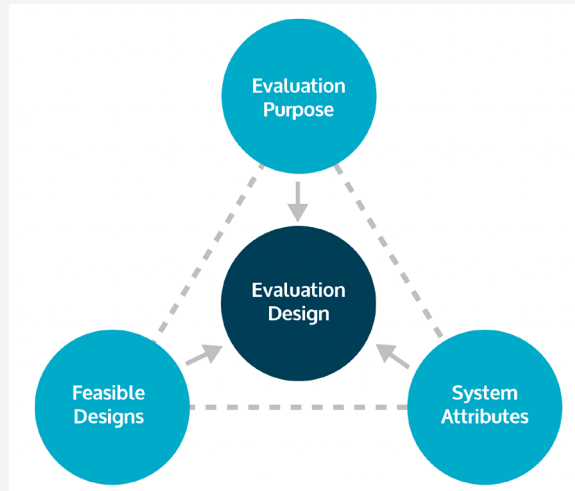 Evaluation
Purpose
Evaluation
Design
Feasible
Designs
System
Attributes